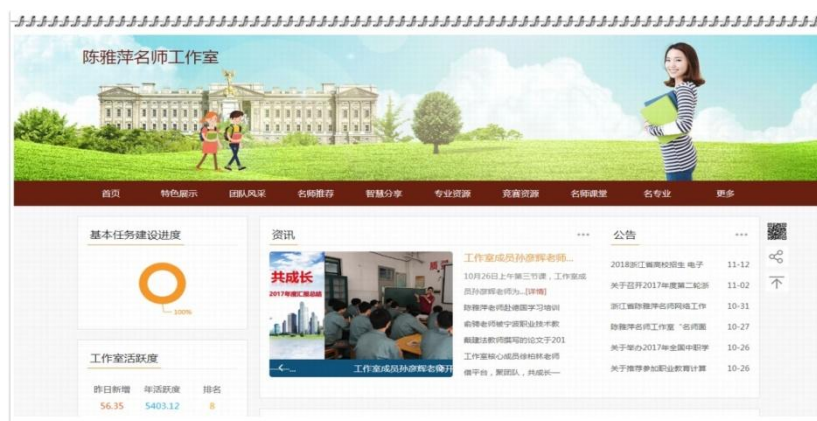 陈雅萍名师工作室
首页 特色展示 团队风采 名师推荐 智慧分享 专业资源 竞赛资源 名师课堂 名专业 更多
基本任务建设进度
100%
工作室活跃度
昨日新增 年活跃度 排名
56.35 5403.12 8
资讯
共成长
2017年度汇报总结
工作室成员孙彦辉老师开
工作室成员孙彦辉老师...
10月26日上午第三节课，工作室成
员孙彦辉老师为...[详情]
陈雅萍老师赴德国学习培训
俞骋老师被宁波职业技术教
戴建法教师撰写的论文于201
工作室核心成员徐柏林老师
借平台，聚团队，共成长—
公告
2018浙江省高校招生 电子 11-12
关于召开2017年度第二轮浙 11-02
浙江省陈雅萍名师网络工作 10-31
陈雅萍名师工作室“名师面 10-27
关于举办2017年全国中职学 10-26
关于推荐参加职业教育计算 10-26